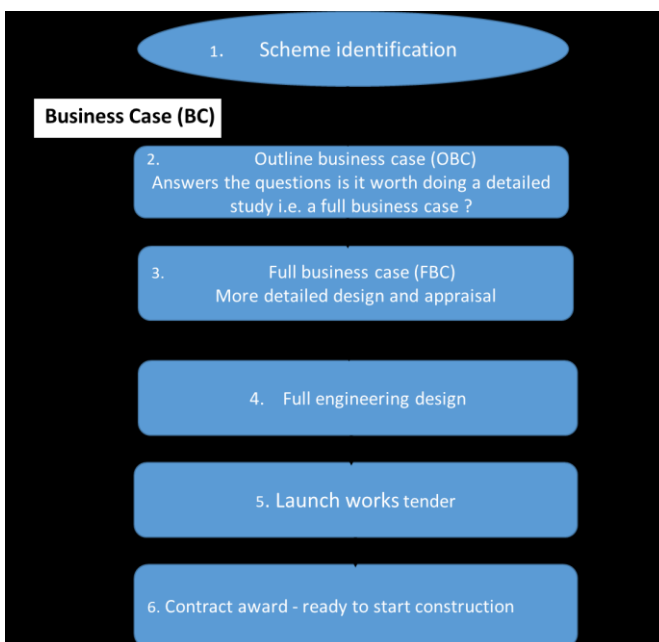 1. Scheme identification
Business Case (BC)
2. Outline business case (OBC)
Answers the questions is it worth doing a detailed
study i.e. a full business case ?
3. Full business case (FBC)
More detailed design and appraisal
4. Full engineering design
5. Launch works tender
6. Contract award - ready to start construction